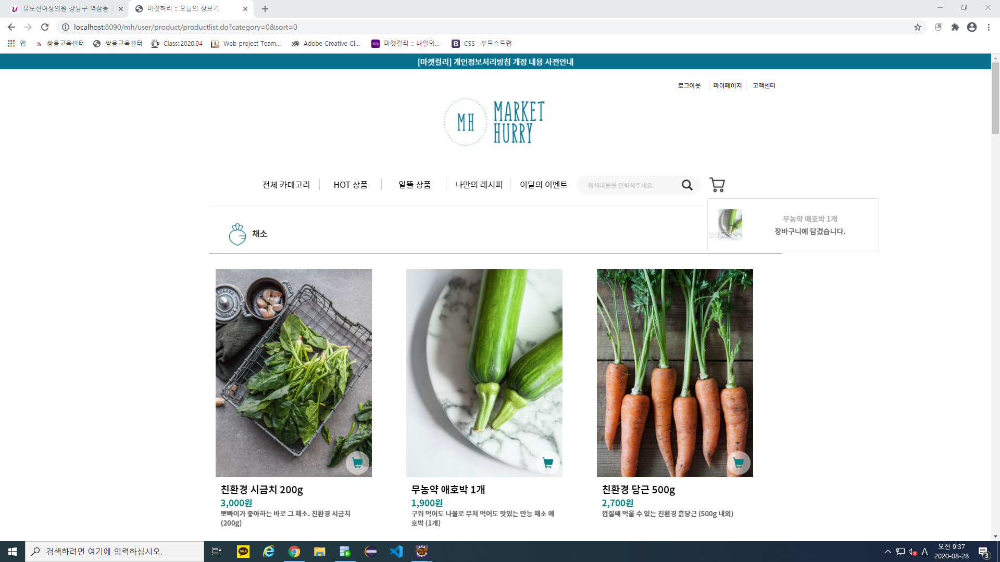 유로진여성의원 강남구 역삼동
마켓허리 :: 오늘의 장보기
localhost:8090/mh/user/product/productlist.do?category=0&sort=0
앱
쌍용교육센터
쌍용교육센터
Class::2020.04
Web project Team...
Adobe Creative Cl...
마켓컬리 :: 내일의...
CSS · 부트스트랩
[마켓컬리] 개인정보처리방침 개정 내용 사전안내
로그아웃
마이페이지
고객센터
MH
MARKET
HURRY
전체 카테고리
HOT 상품
알뜰 상품
나만의 레시피
이달의 이벤트
검색내용을 입력해주세요.
무농약 애호박 1개
장바구니에 담겼습니다.
채소
친환경 시금치 200g
3,000원
뽀빠이가 좋아하는 바로 그 채소. 친환경 시금치
(200g)
무농약 애호박 1개
1,900원
구워 먹어도 나물로 무쳐 먹어도 맛있는 만능 채소 애
호박 (1개)
친환경 당근 500g
2,700원
껍질째 먹을 수 있는 친환경 흙당근 (500g 내외)
검색하려면 여기에 입력하십시오.
TALK
A
오전 9:37
2020-08-28
3